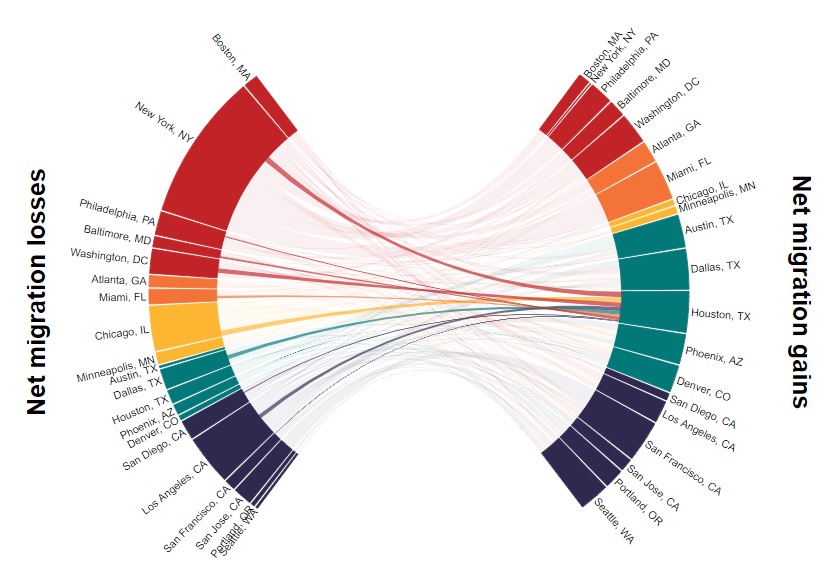 Net migration losses
Boston, MA
New York, NY
Philadelphia, PA
Baltimore, MD
Washington, DC
Atlanta, GA
Miami, FL
Chicago, IL
Minneapolis, MN
Austin, TX
Dallas, TX
Houston, TX
Phoenix, AZ
Denver, CO
San Diego, CA
Los Angeles, CA
San Francisco, CA
San Jose, CA
Portland, OR
Seattle, WA
Boston, MA
New York, NY
Philadelphia, PA
Baltimore, MD
Washington, DC
Atlanta, GA
Miami, FL
Chicago, IL
Minneapolis, MN
Austin, TX
Dallas, TX
Houston, TX
Phoenix, AZ
Denver, CO
San Diego, CA
Los Angeles, CA
San Francisco, CA
San Jose, CA
Portland, OR
Seattle, WA
Net migration gains